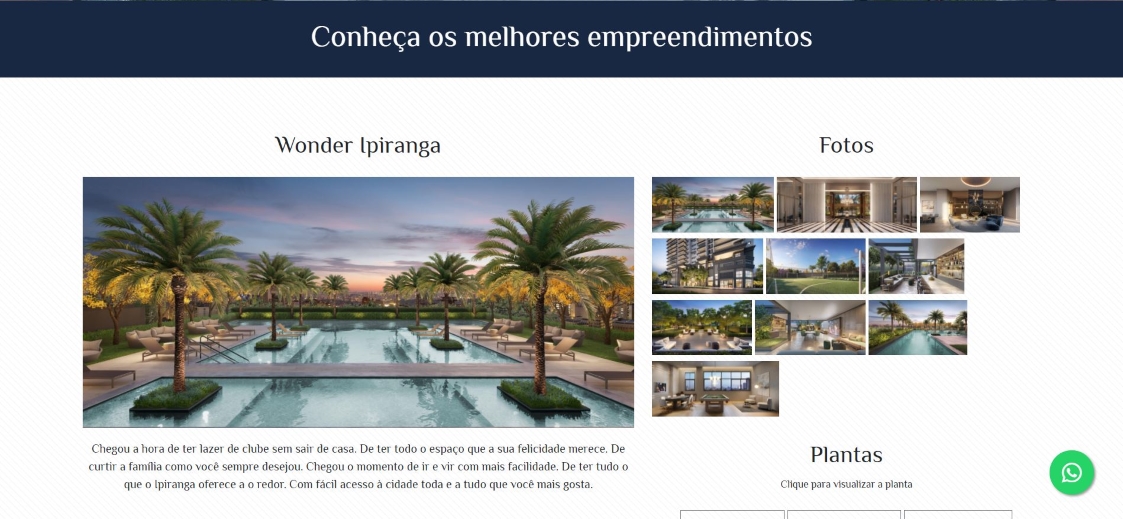 Conheça os melhores empreendimentos
Wonder Ipiranga
Fotos
Chegou a hora de ter lazer de clube sem sair de casa. De ter todo o espaço que a sua felicidade merece. De
curtir a família como você sempre desejou. Chegou o momento de ir e vir com mais facilidade. De ter tudo o
que o Ipiranga oferece a o redor. Com fácil acesso à cidade toda e a tudo que você mais gosta.
Plantas
Clique para visualizar a planta